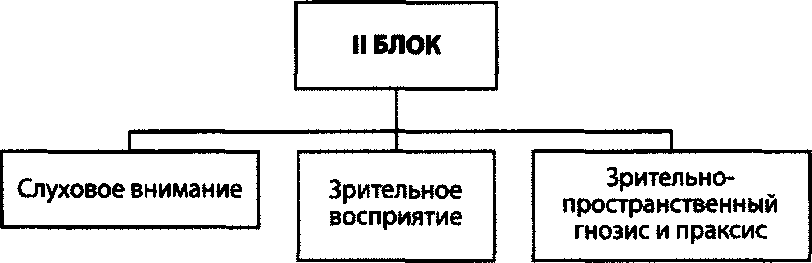 II БЛОК
Слуховое внимание
Зрительное
восприятие
Зрительно-
пространственный
гнозис и праксис